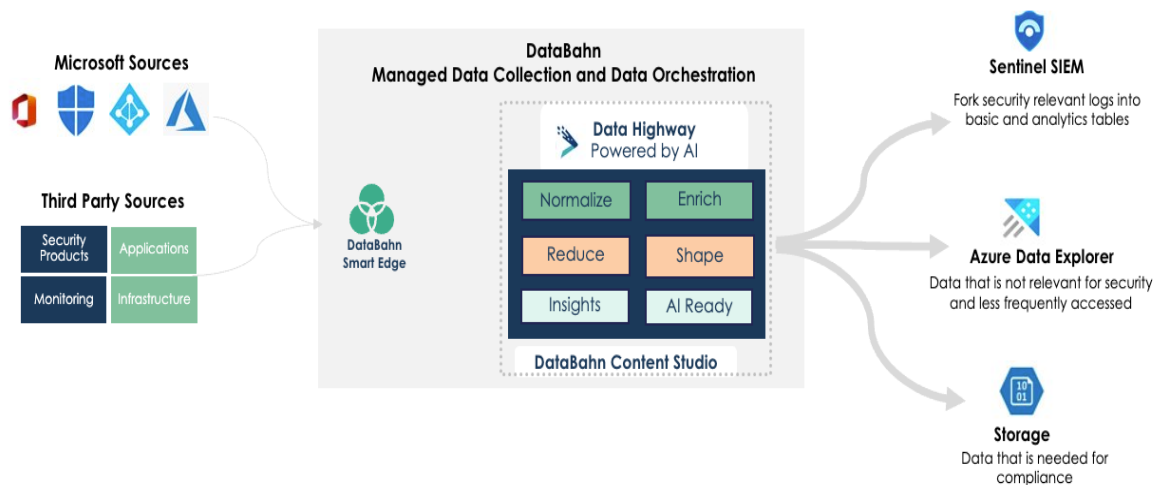 Microsoft Sources
Third Party Sources
Security
Products
Applications
Monitoring
Infrastructure
DataBahn
Managed Data Collection and Data Orchestration
DataBahn
Smart Edge
Data Highway
Powered by AI
Normalize
Enrich
Reduce
Shape
Insights
AI Ready
DataBahn Content Studio
Sentinel SIEM
Fork security relevant logs into
basic and analytics tables
Azure Data Explorer
Data that is not relevant for security
and less frequently accessed
10
01
Storage
Data that is needed for
compliance